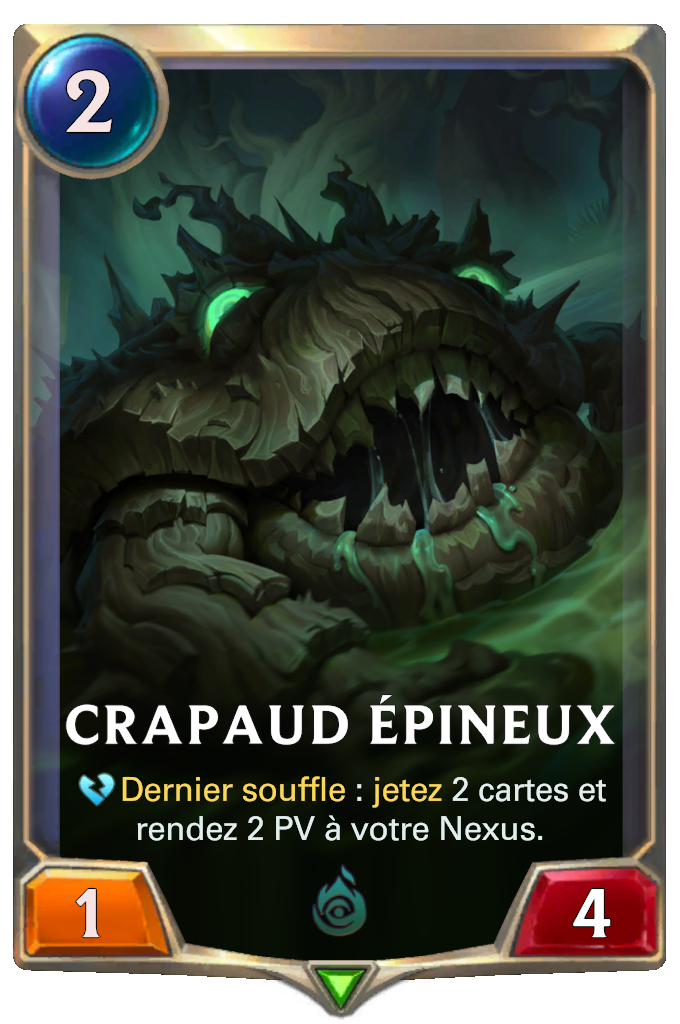 2
CRAPAUD ÉPINEUX
Dernier souffle : jetez 2 cartes et
rendez 2 PV à votre Nexus.
1
4